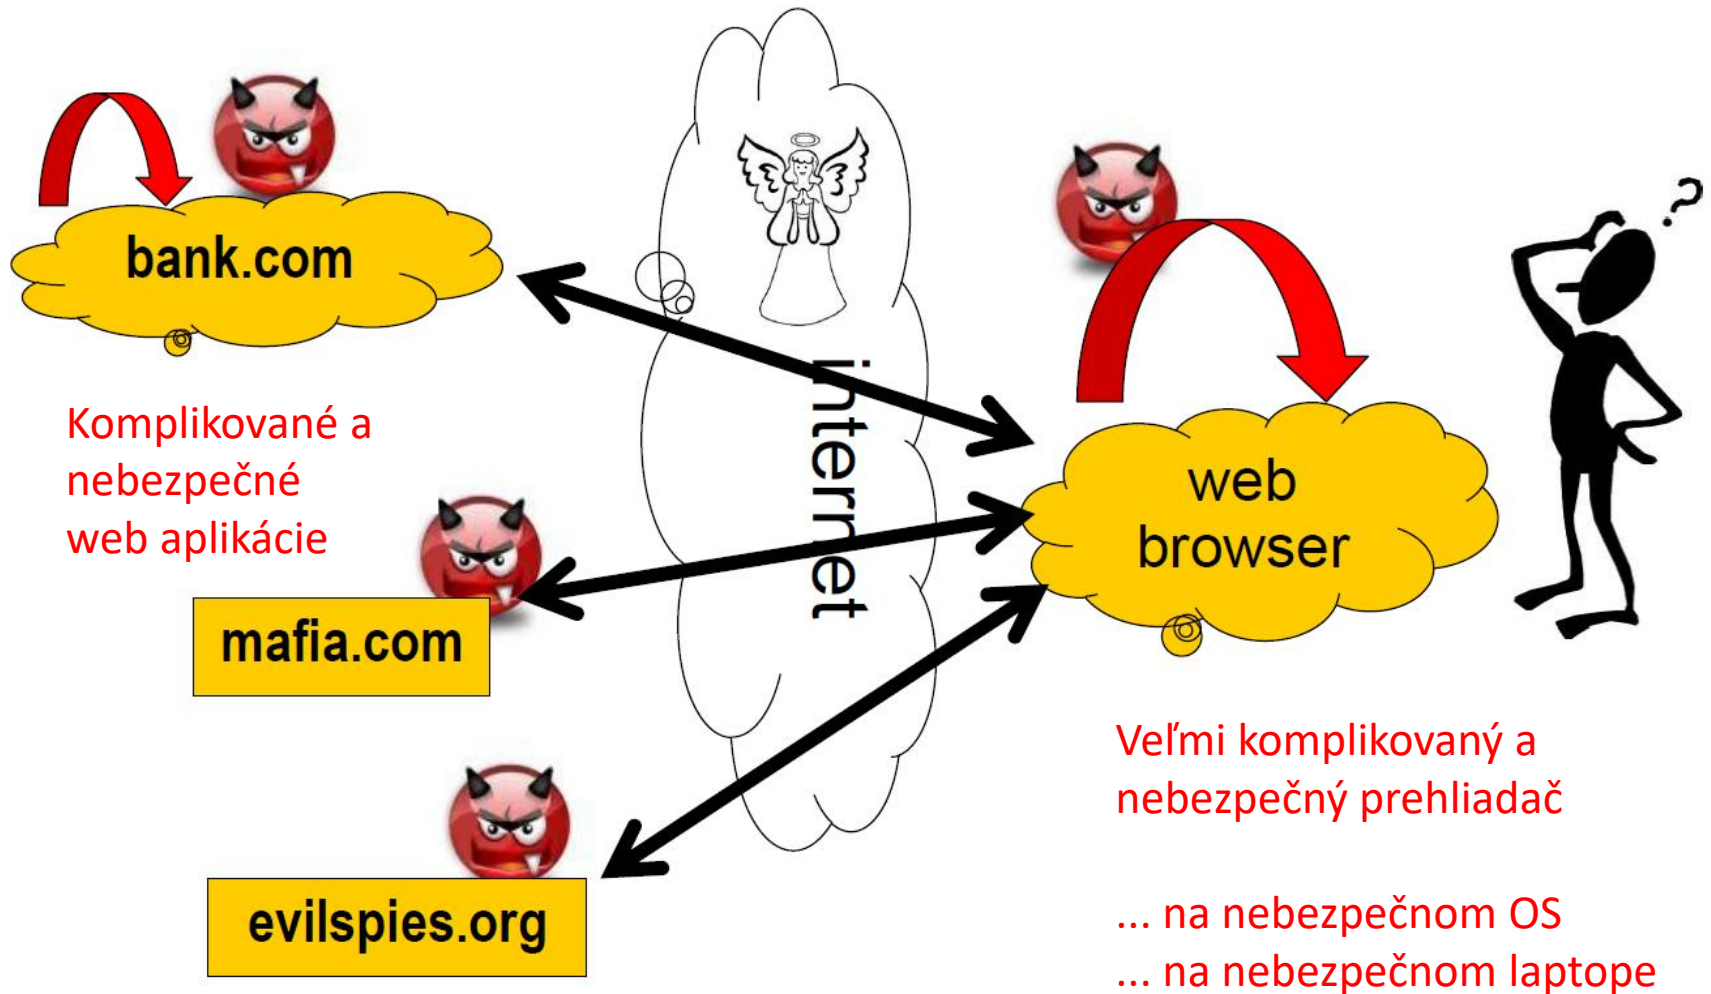 bank.com
Komplikované a
nebezpečné
web aplikácie
mafia.com
evilspies.org
internet
?
web
browser
Veľmi komplikovaný a
nebezpečný prehliadač
... na nebezpečnom OS
... na nebezpečnom laptope